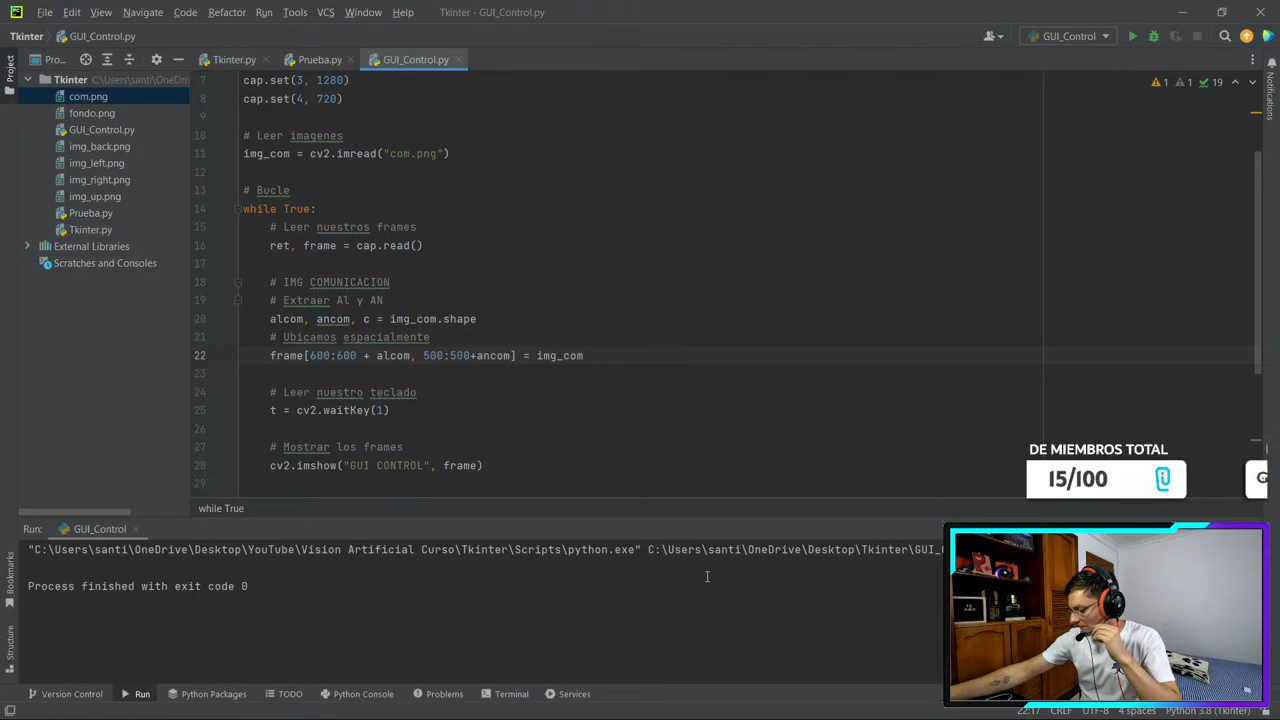 File Edit View Navigate Code Refactor Run Tools VCS Window Help Tkinter - GUI_Control.py
Tkinter GUI_Control.py GUI_Control
Project Pro... Tkinter.py Prueba.py GUI_Control.py
Notifications
Tkinter C:\Users\santi\OneDri
com.png
fondo.png
GUI_Control.py
img_back.png
img_left.png
img_right.png
img_up.png
Prueba.py
Tkinter.py
External Libraries
Scratches and Consoles
1 1 19
7 cap.set(3, 1280)
8 cap.set(4, 720)
9
10 # Leer imagenes
11 img_com = cv2.imread("com.png")
12
13 # Bucle
14 while True:
15 # Leer nuestros frames
16 ret, frame = cap.read()
17
18 # IMG COMUNICACION
19 # Extraer Al y AN
20 alcom, ancom, c = img_com.shape
21 # Ubicamos espacialmente
22 frame[600:600 + alcom, 500:500+ancom] = img_com
23
24 # Leer nuestro teclado
25 t = cv2.waitKey(1)
26
27 # Mostrar los frames
28 cv2.imshow("GUI CONTROL", frame)
29
while True
DE MIEMBROS TOTAL
15/100
Run: GUI_Control
"C:\Users\santi\OneDrive\Desktop\YouTube\Vision Artificial Curso\Tkinter\Scripts\python.exe" C:\Users\santi\OneDrive\Desktop\Tkinter\GUI_
Process finished with exit code 0
Bookmarks
Structure
Version Control Run Python Packages TODO Python Console Problems Terminal Services
22:17 CRLF UTF-8 4 spaces Python 3.8 (Tkinter)